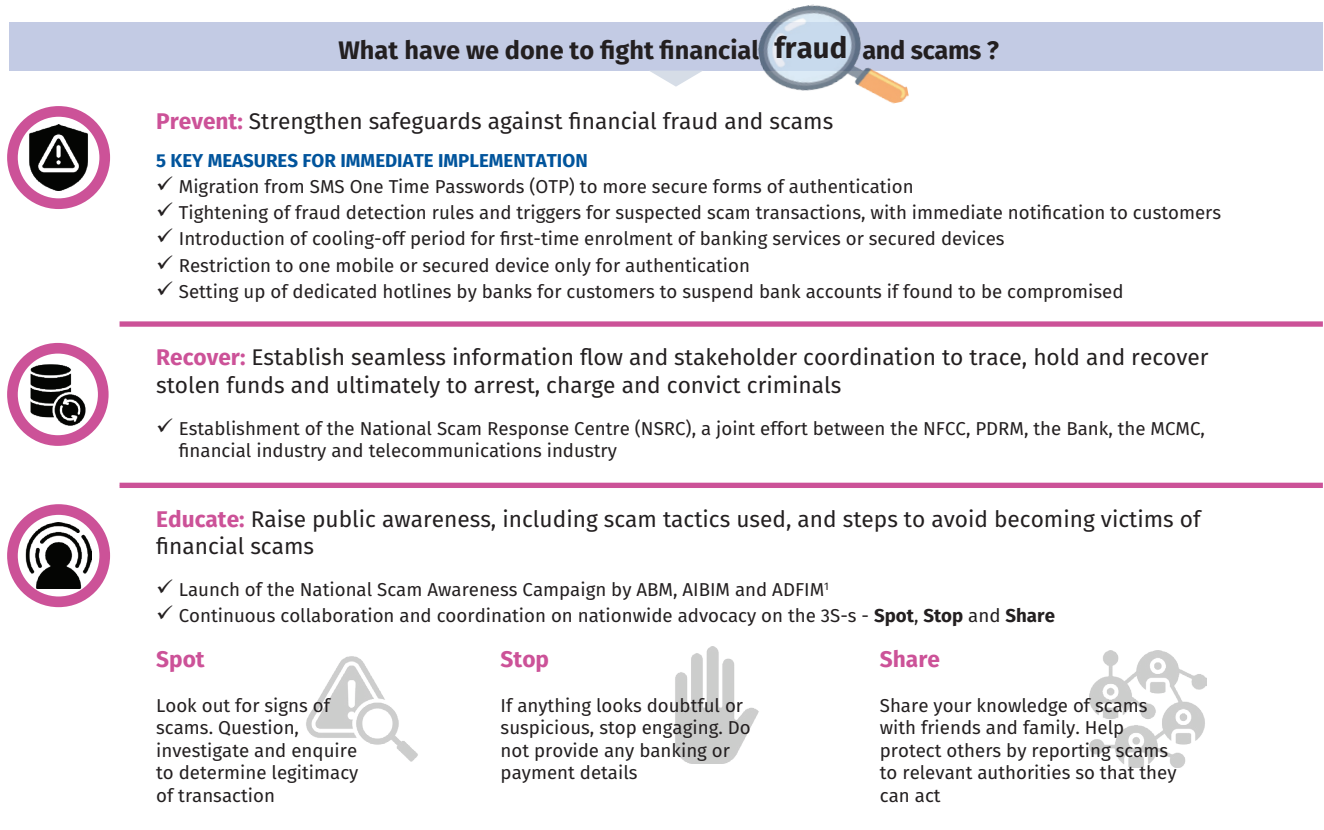 What have we done to fight financial fraud and scams ?
Prevent: Strengthen safeguards against financial fraud and scams
5 KEY MEASURES FOR IMMEDIATE IMPLEMENTATION
✓ Migration from SMS One Time Passwords (OTP) to more secure forms of authentication
✓ Tightening of fraud detection rules and triggers for suspected scam transactions, with immediate notification to customers
✓ Introduction of cooling-off period for first-time enrolment of banking services or secured devices
✓ Restriction to one mobile or secured device only for authentication
✓ Setting up of dedicated hotlines by banks for customers to suspend bank accounts if found to be compromised
Recover: Establish seamless information flow and stakeholder coordination to trace, hold and recover
stolen funds and ultimately to arrest, charge and convict criminals
✓ Establishment of the National Scam Response Centre (NSRC), a joint effort between the NFCC, PDRM, the Bank, the MCMC,
financial industry and telecommunications industry
Educate: Raise public awareness, including scam tactics used, and steps to avoid becoming victims of
financial scams
✓ Launch of the National Scam Awareness Campaign by ABM, AIBIM and ADFIM¹
✓ Continuous collaboration and coordination on nationwide advocacy on the 3S-s - Spot, Stop and Share
Spot
Look out for signs of
scams. Question,
investigate and enquire
to determine legitimacy
of transaction
Stop
If anything looks doubtful or
suspicious, stop engaging. Do
not provide any banking or
payment details
Share
Share your knowledge of scams
with friends and family. Help
protect others by reporting scams
to relevant authorities so that they
can act